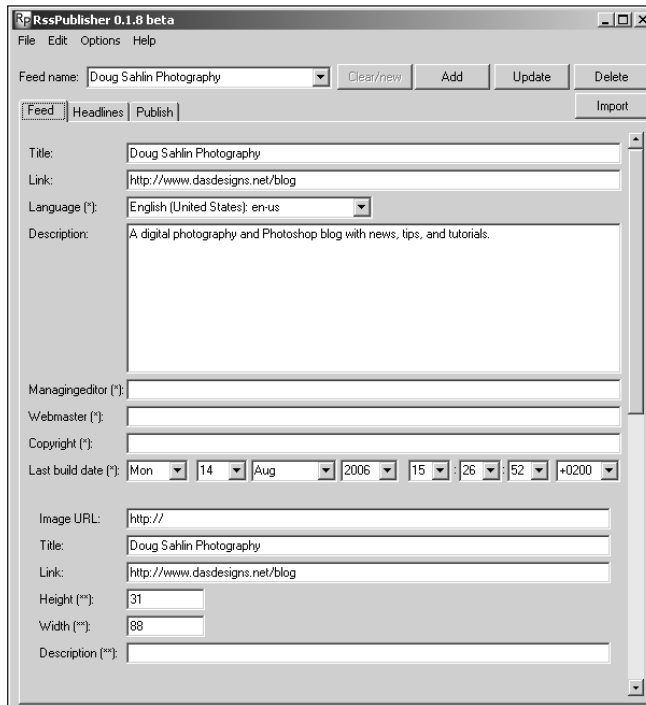 Rp RssPublisher 0.1.8 beta
File Edit Options Help
Feed name: Doug Sahlin Photography Clear/new Add Update Delete
Import
Feed Headlines Publish
Title: Doug Sahlin Photography
Link: http://www.dasdesigns.net/blog
Language (*): English (United States): en-us
Description: A digital photography and Photoshop blog with news, tips, and tutorials.
Managingeditor (*):
Webmaster (*):
Copyright (*):
Last build date (*): Mon 14 Aug 2006 15 : 26 : 52 +0200
Image URL: http://
Title: Doug Sahlin Photography
Link: http://www.dasdesigns.net/blog
Height (**): 31
Width (**): 88
Description (**):